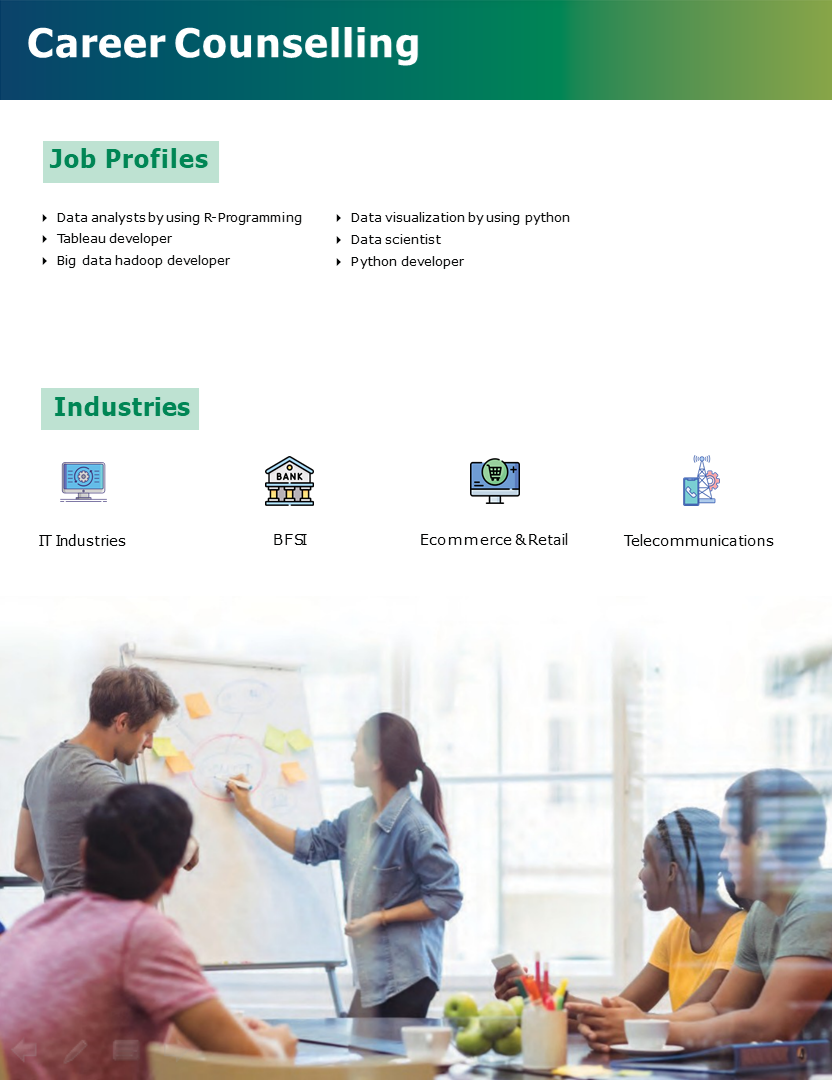 Career Counselling
Job Profiles
Data analysts by using R-Programming
Tableau developer
Big data hadoop developer
Data visualization by using python
Data scientist
Python developer
Industries
BANK
IT Industries
BFSI
Ecommerce & Retail
Telecommunications